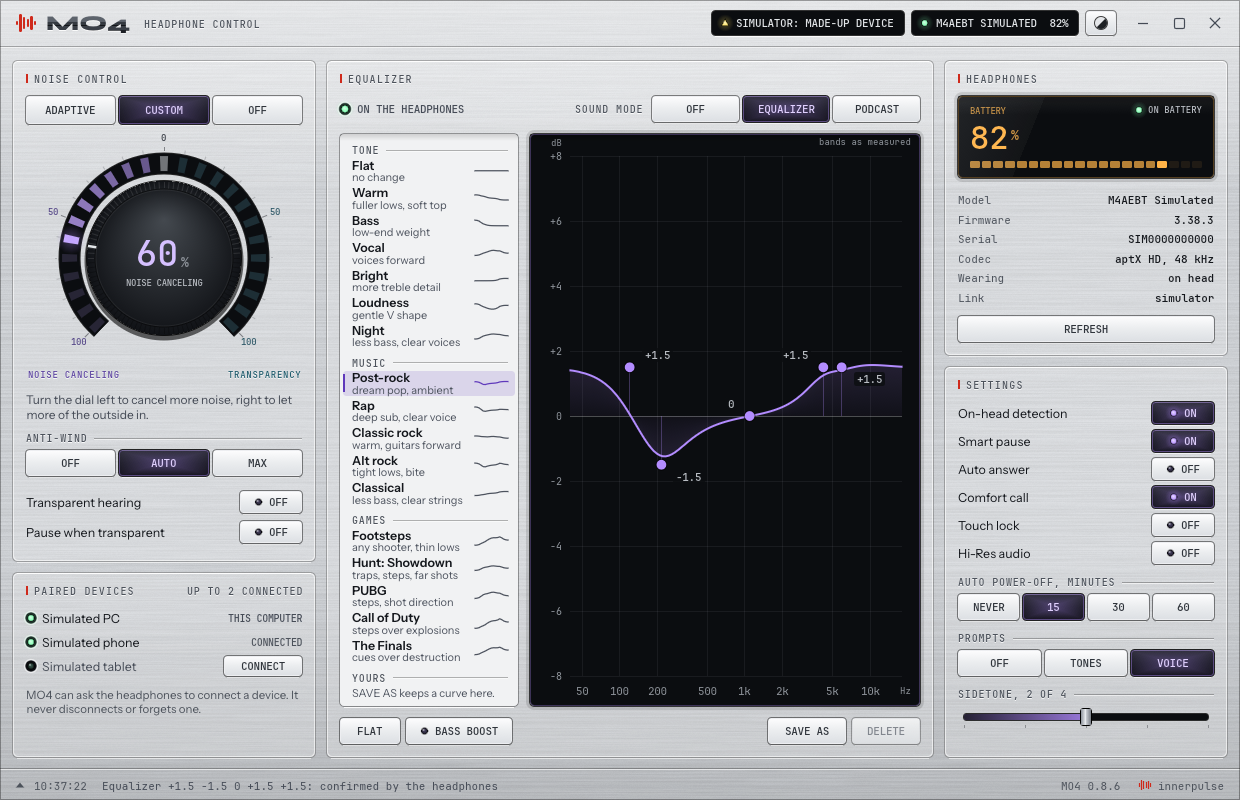 MO4 HEADPHONE CONTROL
SIMULATOR: MADE-UP DEVICE
M4AEBT SIMULATED 82%
NOISE CONTROL
ADAPTIVE CUSTOM OFF
0
50 50
60%
NOISE CANCELING
100 100
NOISE CANCELING TRANSPARENCY
Turn the dial left to cancel more noise, right to let
more of the outside in.
ANTI-WIND
OFF AUTO MAX
Transparent hearing OFF
Pause when transparent OFF
PAIRED DEVICES UP TO 2 CONNECTED
Simulated PC THIS COMPUTER
Simulated phone CONNECTED
Simulated tablet CONNECT
MO4 can ask the headphones to connect a device. It
never disconnects or forgets one.
EQUALIZER
ON THE HEADPHONES
SOUND MODE OFF EQUALIZER PODCAST
TONE
Flat
no change
Warm
fuller lows, soft top
Bass
low-end weight
Vocal
voices forward
Bright
more treble detail
Loudness
gentle V shape
Night
less bass, clear voices
MUSIC
Post-rock
dream pop, ambient
Rap
deep sub, clear voice
Classic rock
warm, guitars forward
Alt rock
tight lows, bite
Classical
less bass, clear strings
GAMES
Footsteps
any shooter, thin lows
Hunt: Showdown
traps, steps, far shots
PUBG
steps, shot direction
Call of Duty
steps over explosions
The Finals
cues over destruction
YOURS
SAVE AS keeps a curve here.
dB bands as measured
+8
+6
+4
+2
0
-2
-4
-6
-8
+1.5 +1.5
+1.5
0
-1.5
50 100 200 500 1k 2k 5k 10k Hz
FLAT BASS BOOST SAVE AS DELETE
HEADPHONES
BATTERY ON BATTERY
82%
Model M4AEBT Simulated
Firmware 3.38.3
Serial SIM0000000000
Codec aptX HD, 48 kHz
Wearing on head
Link simulator
REFRESH
SETTINGS
On-head detection ON
Smart pause ON
Auto answer OFF
Comfort call ON
Touch lock OFF
Hi-Res audio OFF
AUTO POWER-OFF, MINUTES
NEVER 15 30 60
PROMPTS
OFF TONES VOICE
SIDETONE, 2 OF 4
10:37:22 Equalizer +1.5 -1.5 0 +1.5 +1.5: confirmed by the headphones
MO4 0.8.6 innerpulse